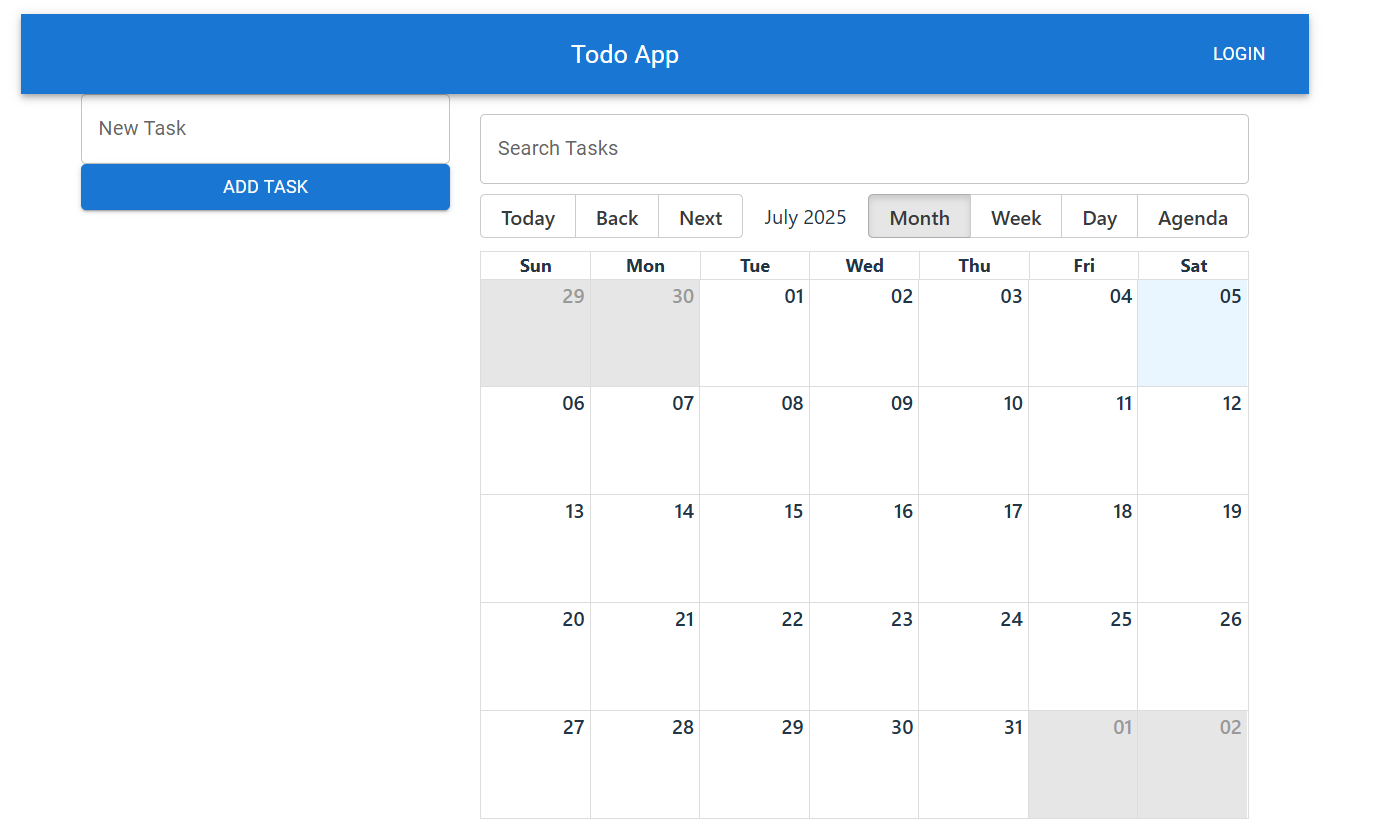 Todo App LOGIN
New Task
ADD TASK
Search Tasks
Today Back Next July 2025 Month Week Day Agenda
Sun Mon Tue Wed Thu Fri Sat
29 30 01 02 03 04 05
06 07 08 09 10 11 12
13 14 15 16 17 18 19
20 21 22 23 24 25 26
27 28 29 30 31 01 02